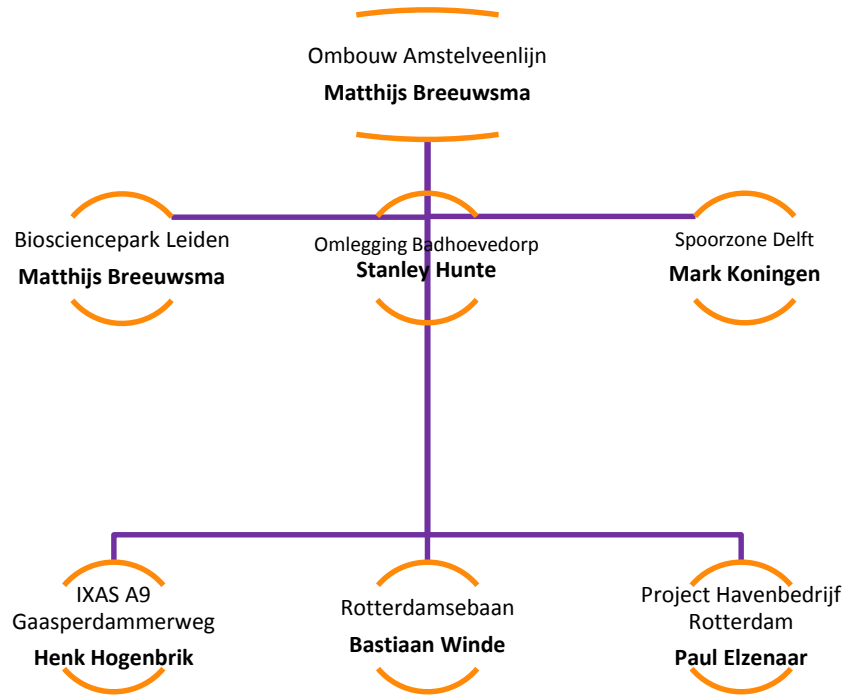 Ombouw Amstelveenlijn
Matthijs Breeuwsma
Biosciencepark Leiden
Matthijs Breeuwsma
Omlegging Badhoevedorp
Stanley Hunte
Spoorzone Delft
Mark Koningen
IXAS A9
Gaasperdammerweg
Henk Hogenbrik
Rotterdamsebaan
Bastiaan Winde
Project Havenbedrijf
Rotterdam
Paul Elzenaar